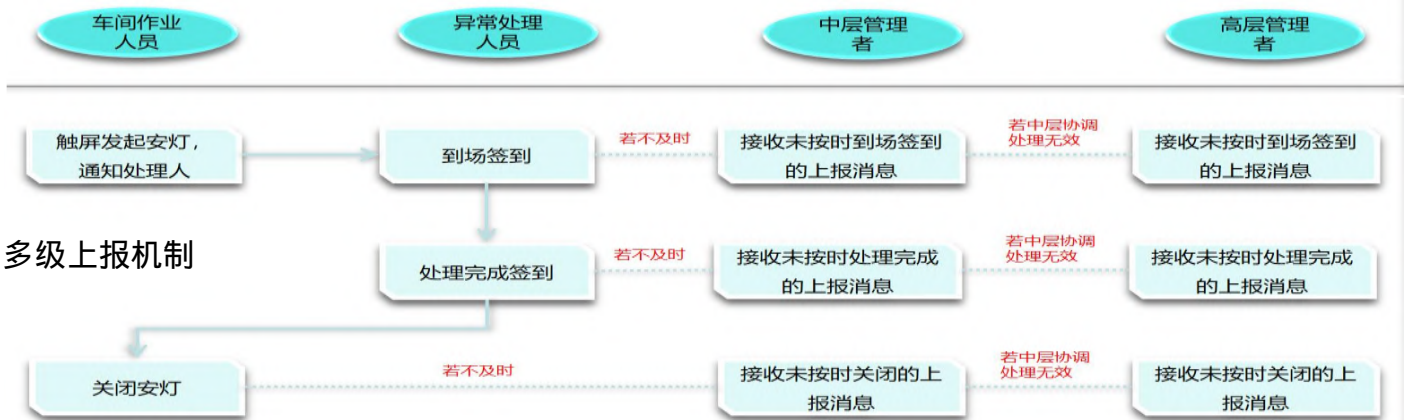 车间作业
人员
异常处理
人员
中层管理
者
高层管理
者
触屏发起安灯，
通知处理人
到场签到
若不及时
接收未按时到场签到
的上报消息
若中层协调
处理无效
接收未按时到场签到
的上报消息
多级上报机制
处理完成签到
若不及时
接收未按时处理完成
的上报消息
若中层协调
处理无效
接收未按时处理完成
的上报消息
关闭安灯
若不及时
接收未按时关闭的上
报消息
若中层协调
处理无效
接收未按时关闭的上
报消息